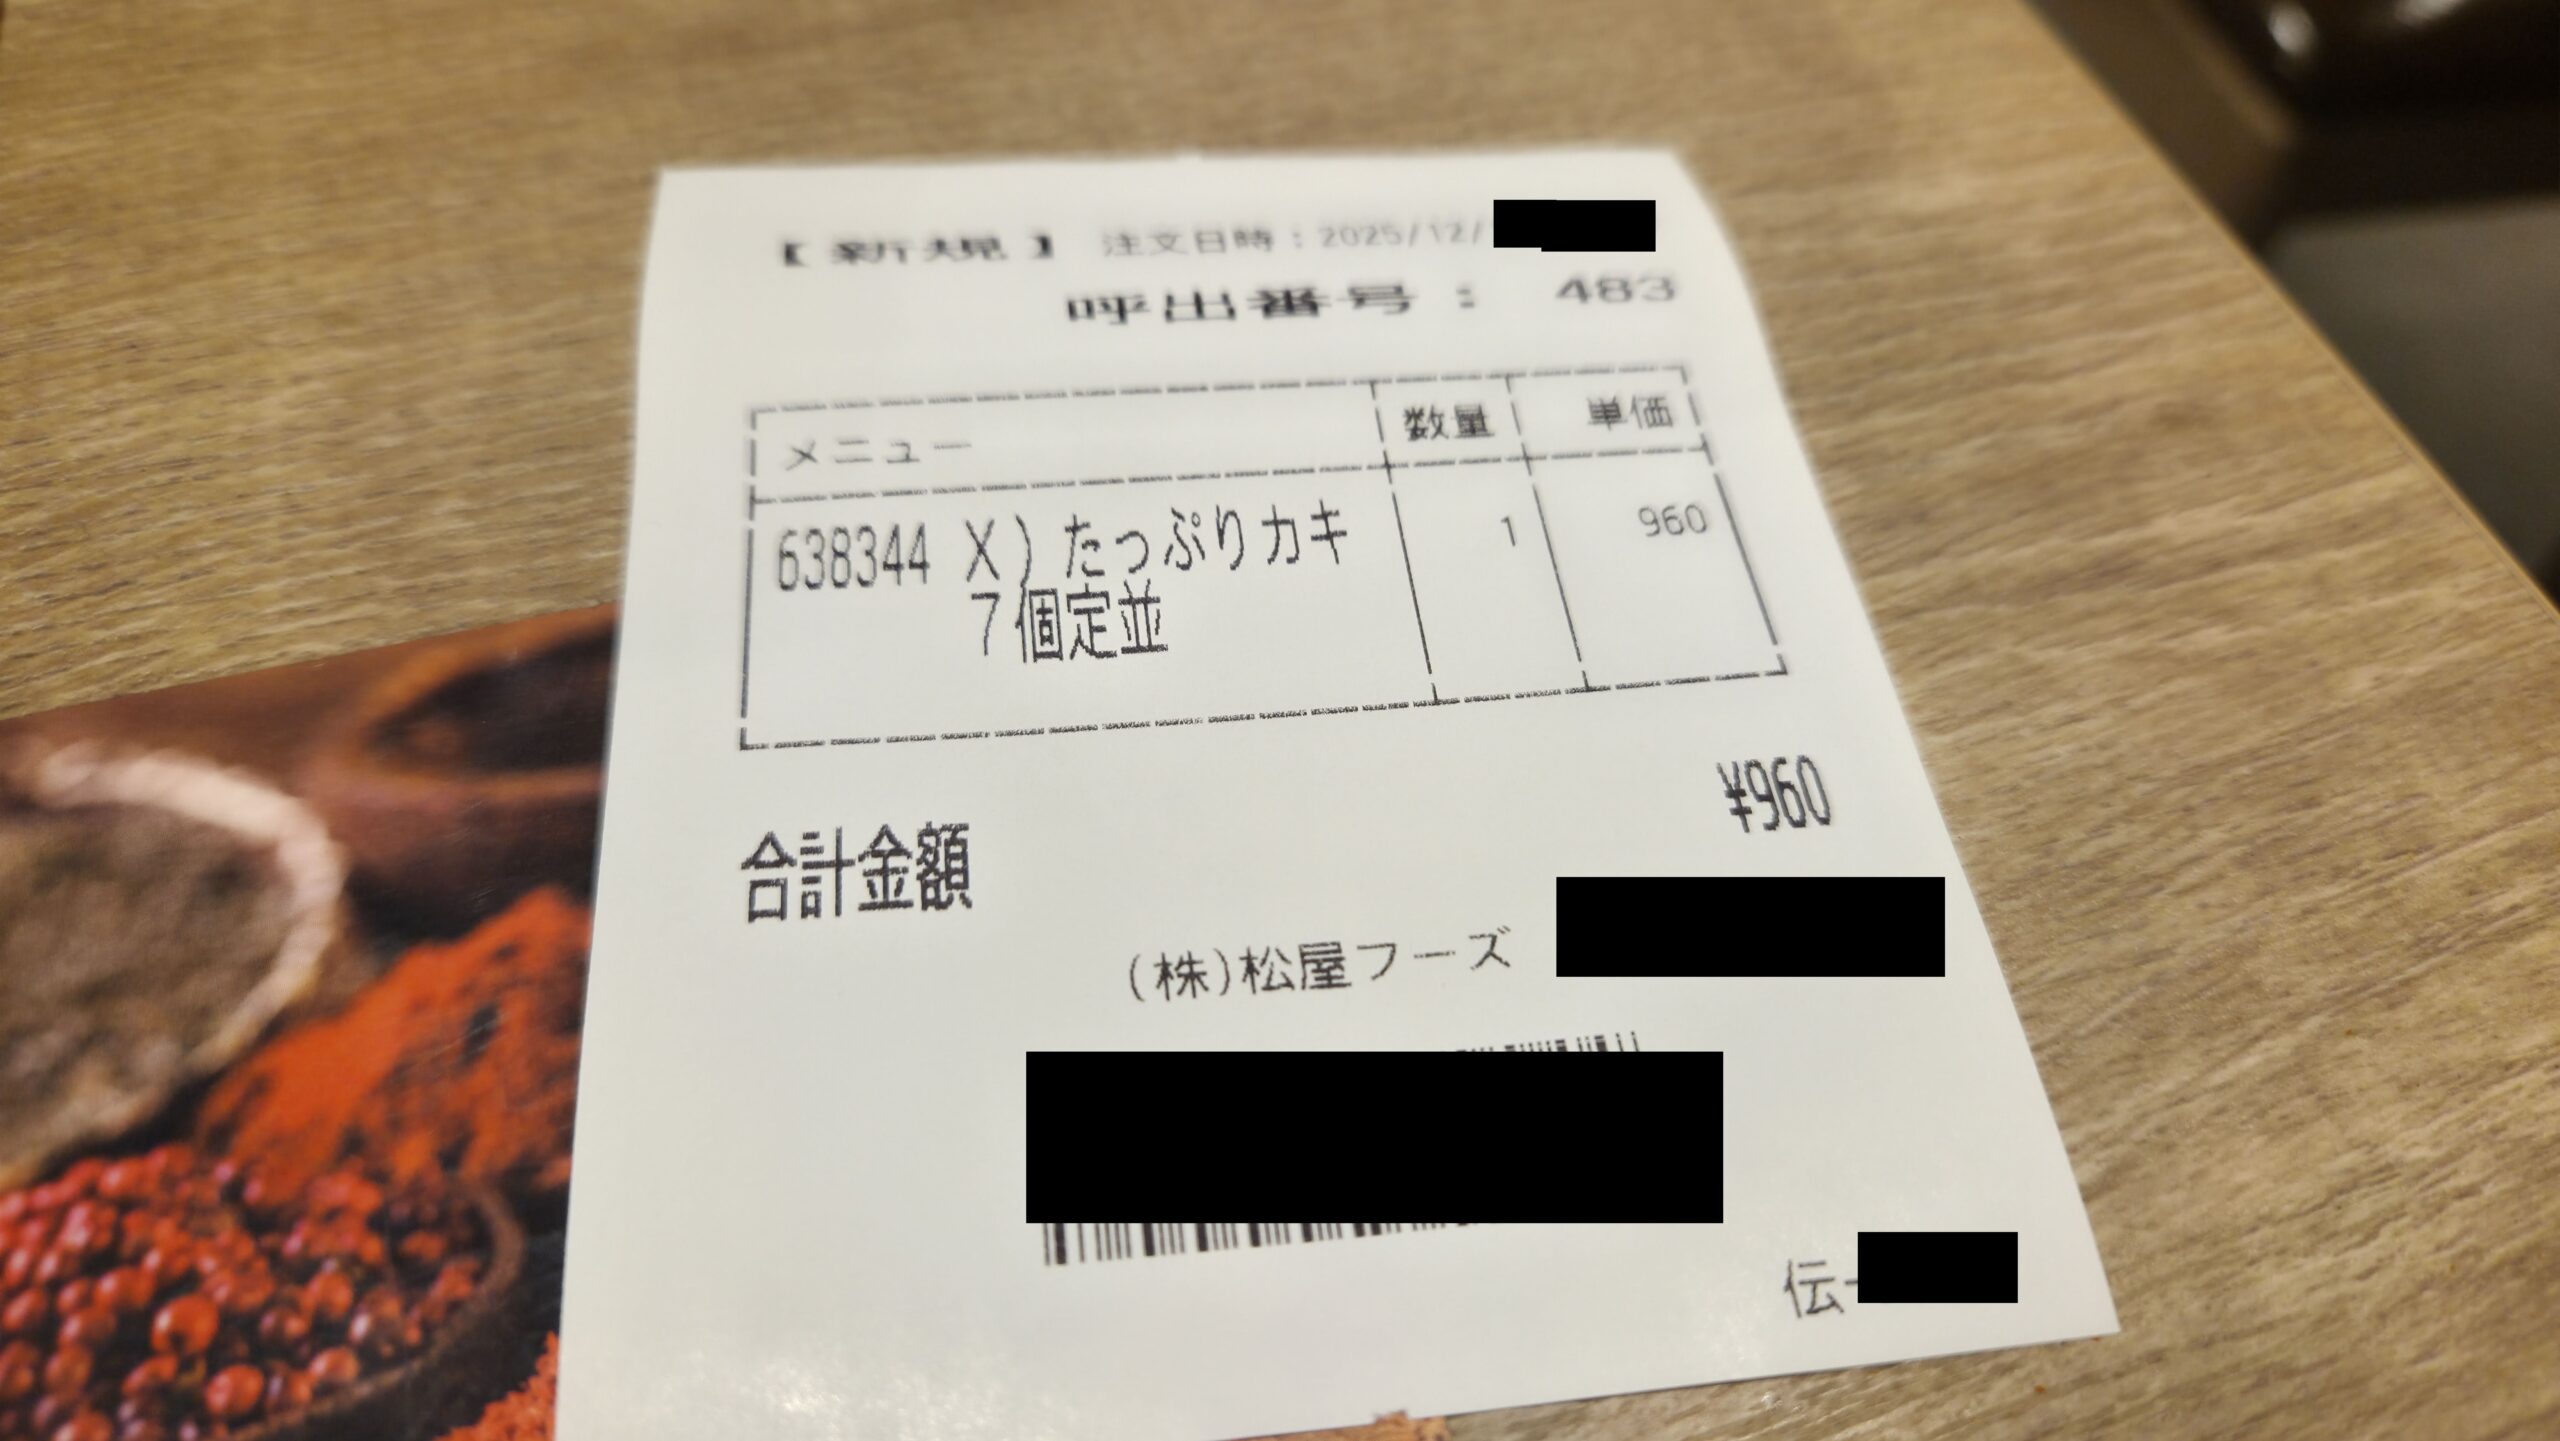 【新規】 注文日時：2025/12/
呼出番号： 483
メニュー 数量 単価
638344 X）たっぷりカキ 1 960
７個定並
¥960
合計金額
(株)松屋フーズ
伝